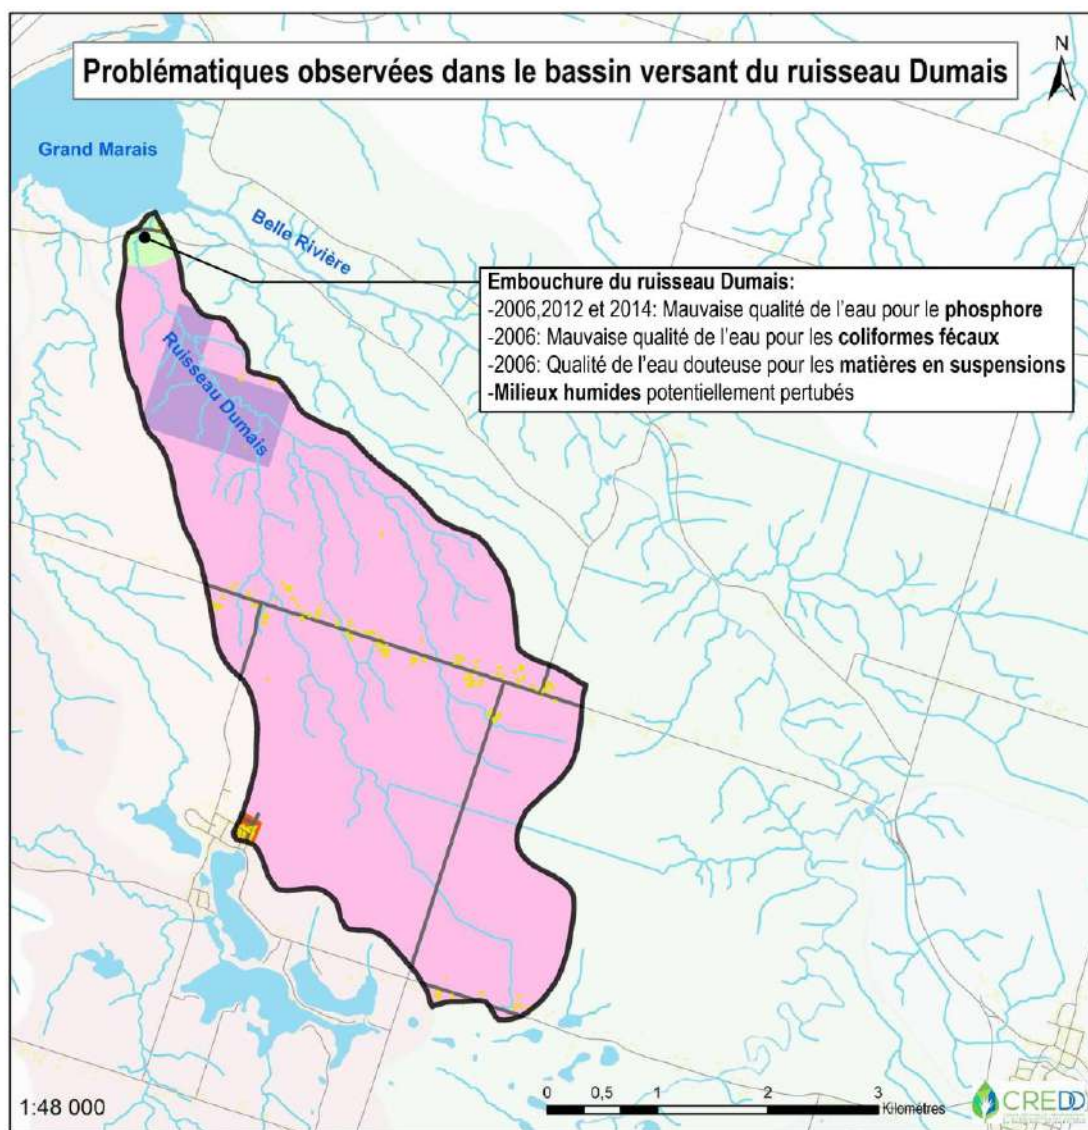 Problématiques observées dans le bassin versant du ruisseau Dumais
N
Grand Marais
Belle Rivière
Embouchure du ruisseau Dumais:
-2006,2012 et 2014: Mauvaise qualité de l'eau pour le phosphore
-2006: Mauvaise qualité de l'eau pour les coliformes fécaux
-2006: Qualité de l'eau douteuse pour les matières en suspensions
-Milieux humides potentiellement pertubés
Ruisseau Dumais
1:48 000
0 0,5 1 2 3
Kilomètres
CREDDO